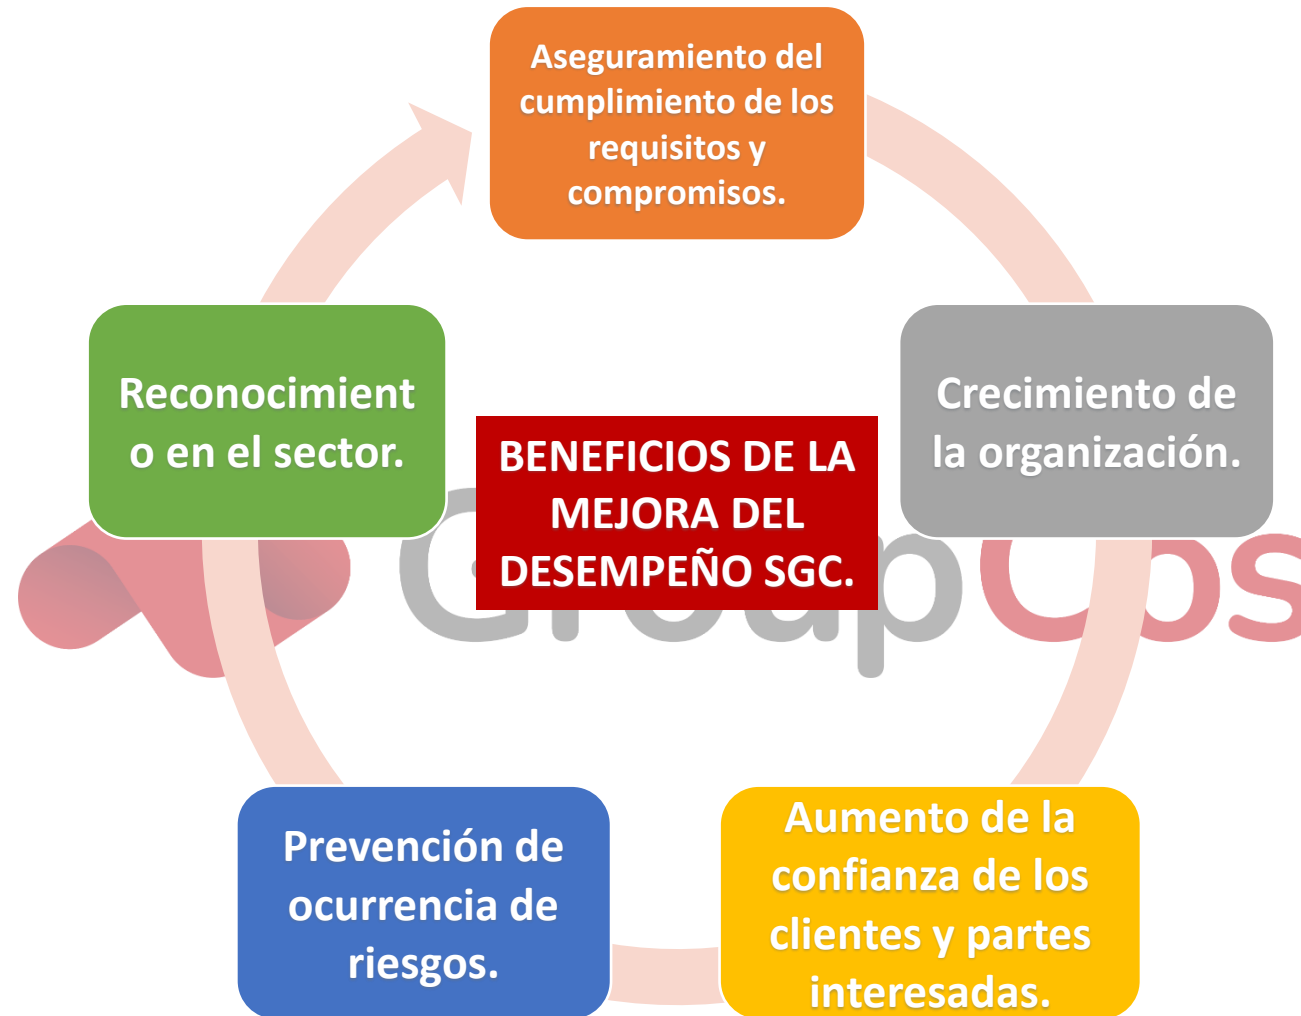 Aseguramiento del
cumplimiento de los
requisitos y
compromisos.
Crecimiento de
la organización.
Aumento de la
confianza de los
clientes y partes
interesadas.
Prevención de
ocurrencia de
riesgos.
Reconocimient
o en el sector.
BENEFICIOS DE LA
MEJORA DEL
DESEMPEÑO SGC.